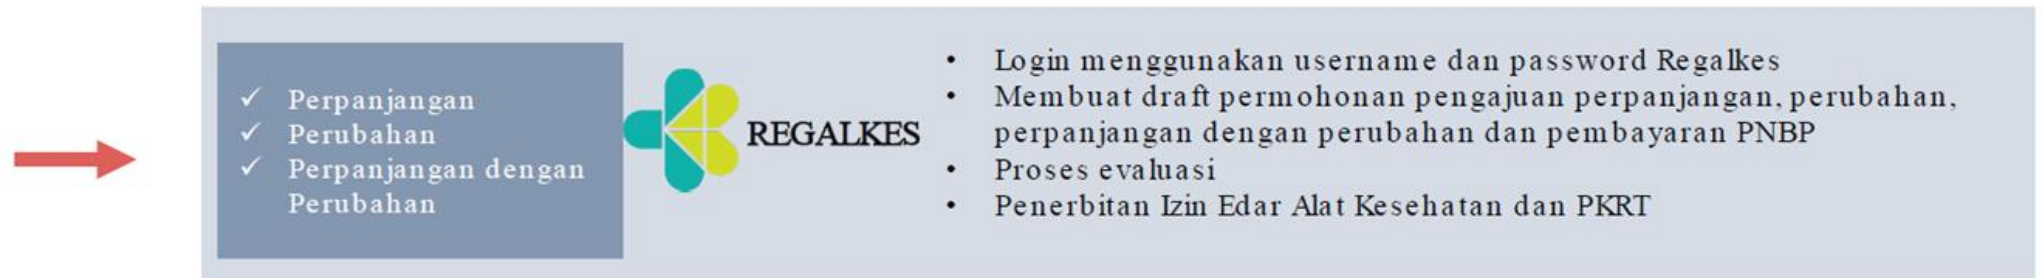 ✓ Perpanjangan
✓ Perubahan
✓ Perpanjangan dengan
Perubahan
REGALKES
• Login menggunakan username dan password Regalkes
• Membuat draft permohonan pengajuan perpanjangan, perubahan,
perpanjangan dengan perubahan dan pembayaran PNBP
• Proses evaluasi
• Penerbitan Izin Edar Alat Kesehatan dan PKRT